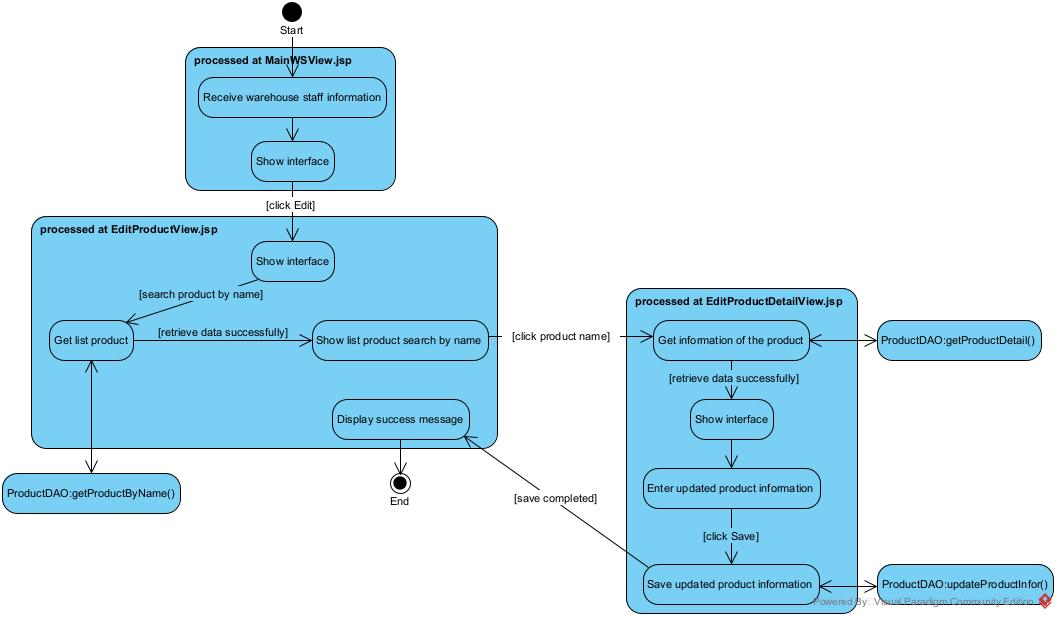 Start
processed at MainWSView.jsp
Receive warehouse staff information
Show interface
[click Edit]
processed at EditProductView.jsp
Show interface
[search product by name]
Get list product
[retrieve data successfully]
Show list product search by name
[click product name]
Display success message
ProductDAO:getProductByName()
End
[save completed]
processed at EditProductDetailView.jsp
Get information of the product
ProductDAO:getProductDetail()
[retrieve data successfully]
Show interface
Enter updated product information
[click Save]
Save updated product information
ProductDAO:updateProductInfor()
Powered By Visual Paradigm Community Edition